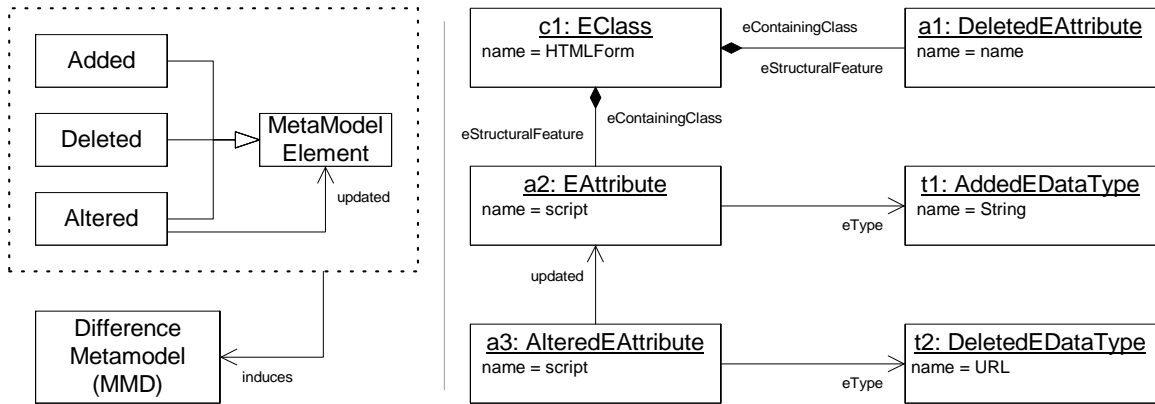 Added
Deleted
Altered
MetaModel
Element
updated
Difference
Metamodel
(MMD)
induces
c1: EClass
name = HTMLForm
eContainingClass
eStructuralFeature
a1: DeletedEAttribute
name = name
eStructuralFeature
eContainingClass
a2: EAttribute
name = script
eType
t1: AddedEDataType
name = String
updated
a3: AlteredEAttribute
name = script
eType
t2: DeletedEDataType
name = URL